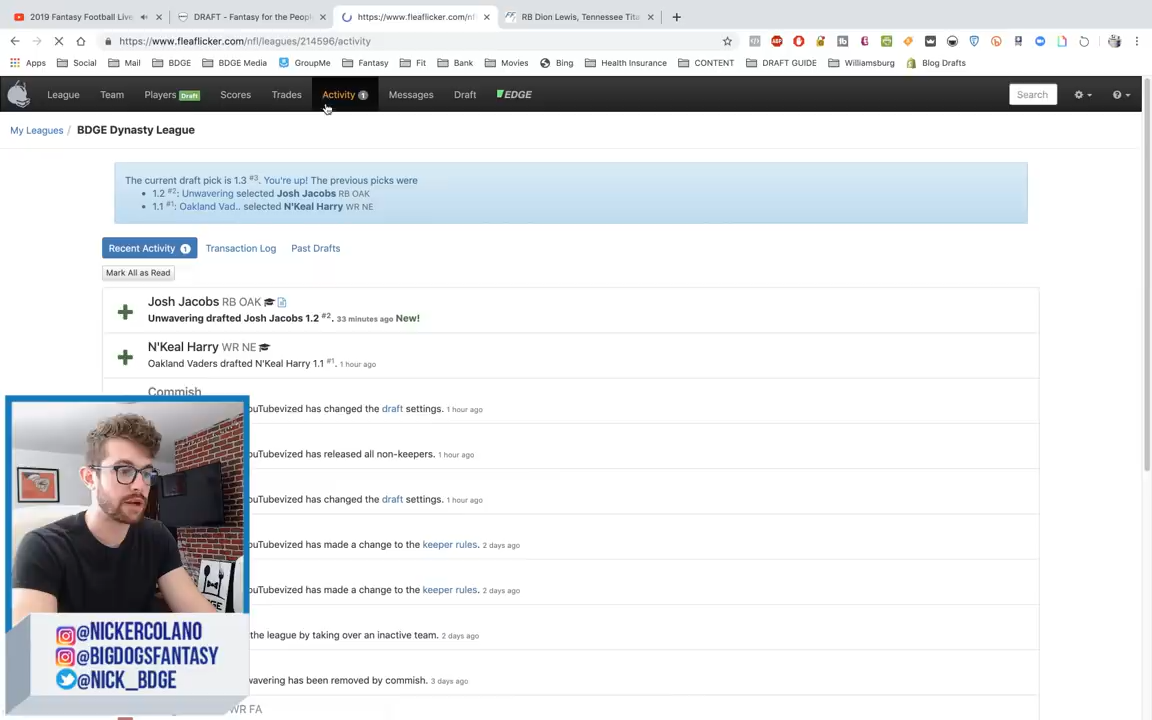 2019 Fantasy Football Live
DRAFT - Fantasy for the Peopl
https://www.fleaflicker.com/nf
RB Dion Lewis, Tennessee Tita
https://www.fleaflicker.com/nfl/leagues/214596/activity
Apps Social Mail BDGE BDGE Media GroupMe Fantasy Fit Bank Movies Bing Health Insurance CONTENT DRAFT GUIDE Williamsburg Blog Drafts
League Team Players Draft Scores Trades Activity 1 Messages Draft EDGE Search
My Leagues / BDGE Dynasty League
The current draft pick is 1.3 #3. You're up! The previous picks were
• 1.2 #2: Unwavering selected Josh Jacobs RB OAK
• 1.1 #1: Oakland Vad.. selected N'Keal Harry WR NE
Recent Activity 1 Transaction Log Past Drafts
Mark All as Read
Josh Jacobs RB OAK
Unwavering drafted Josh Jacobs 1.2 #2. 33 minutes ago New!
N'Keal Harry WR NE
Oakland Vaders drafted N'Keal Harry 1.1 #1. 1 hour ago
Commish
ouTubevized has changed the draft settings. 1 hour ago
ouTubevized has released all non-keepers. 1 hour ago
ouTubevized has changed the draft settings. 1 hour ago
ouTubevized has made a change to the keeper rules. 2 days ago
ouTubevized has made a change to the keeper rules. 2 days ago
the league by taking over an inactive team. 2 days ago
wavering has been removed by commish. 3 days ago
WR FA
@NICKERCOLANO
@BIGDOGSFANTASY
@NICK_BDGE